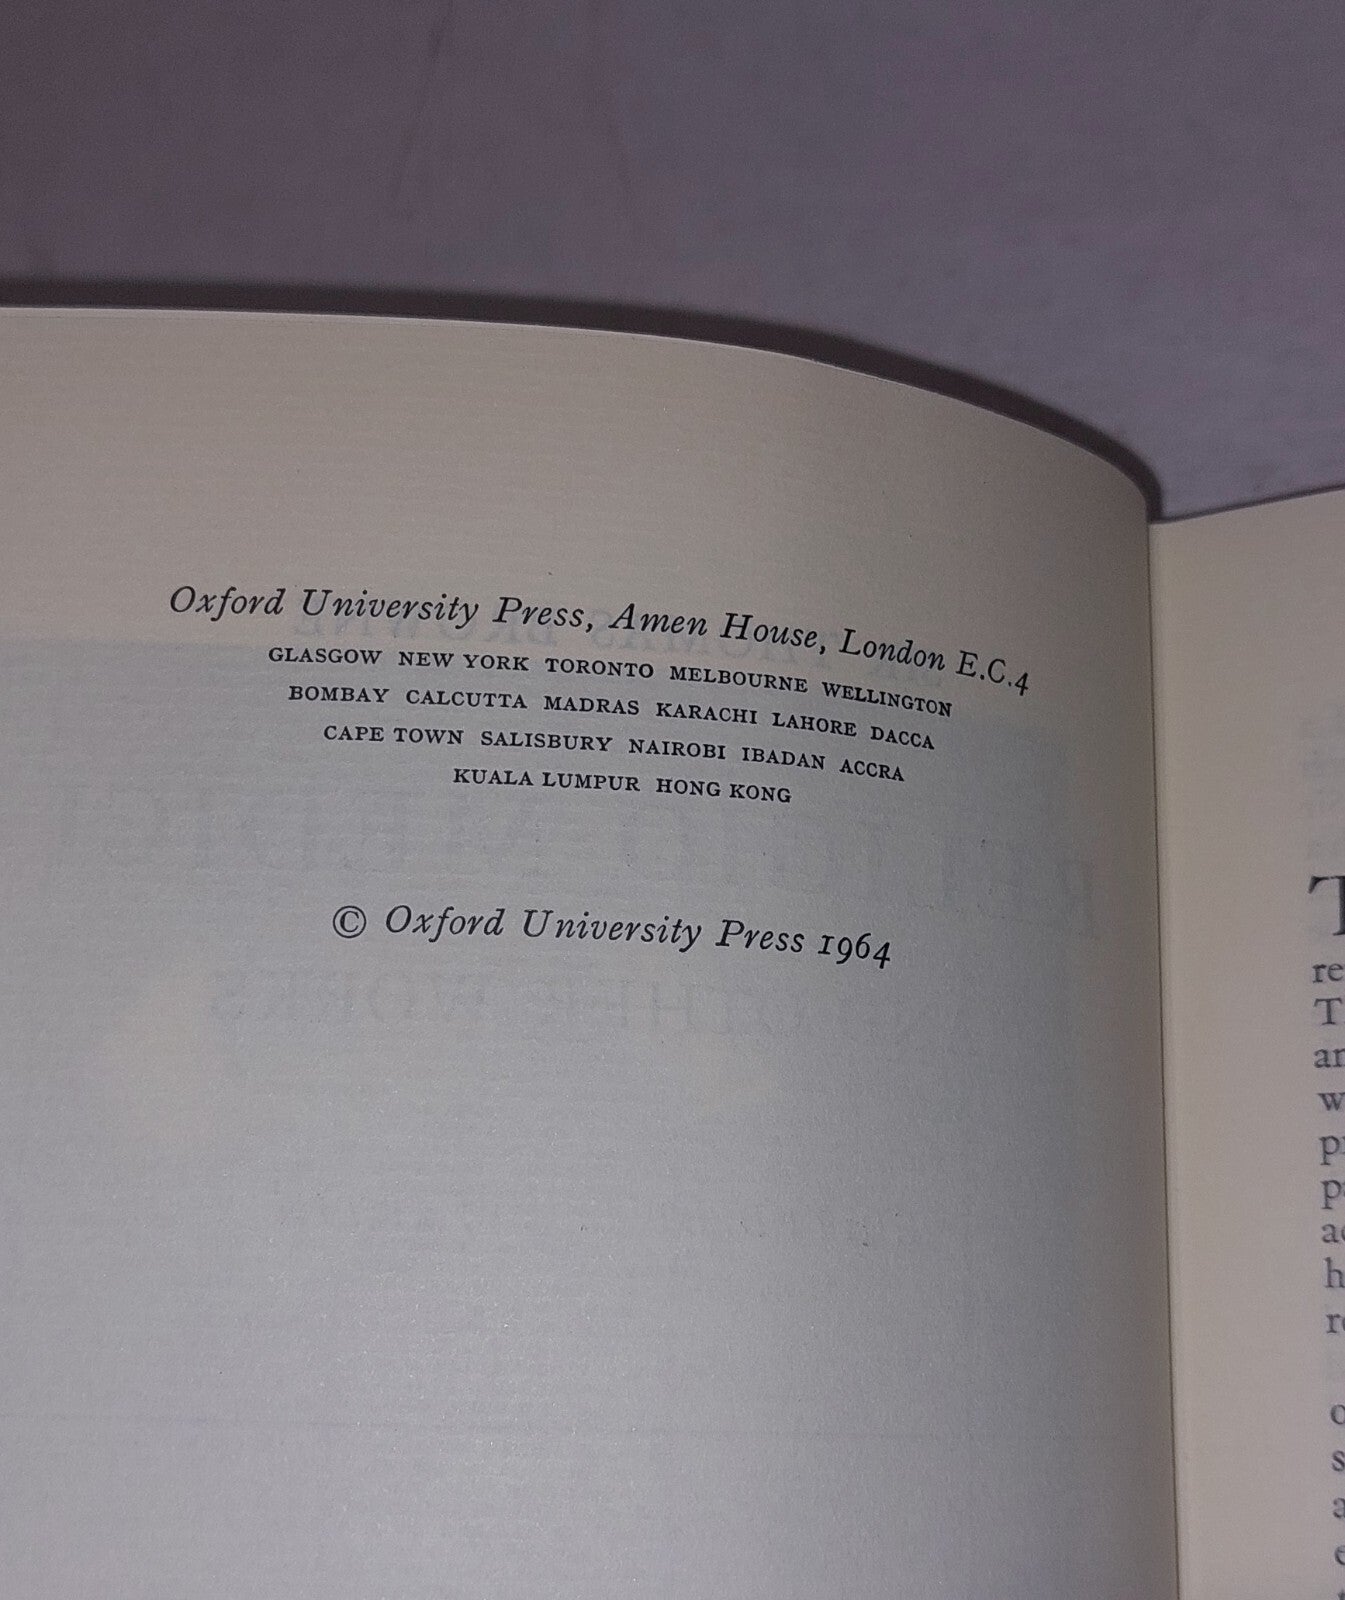 Oxford University Press, Amen House, London E.C.4
GLASGOW NEW YORK TORONTO MELBOURNE WELLINGTON
BOMBAY CALCUTTA MADRAS KARACHI LAHORE DACCA
CAPE TOWN SALISBURY NAIROBI IBADAN ACCRA
KUALA LUMPUR HONG KONG
© Oxford University Press 1964